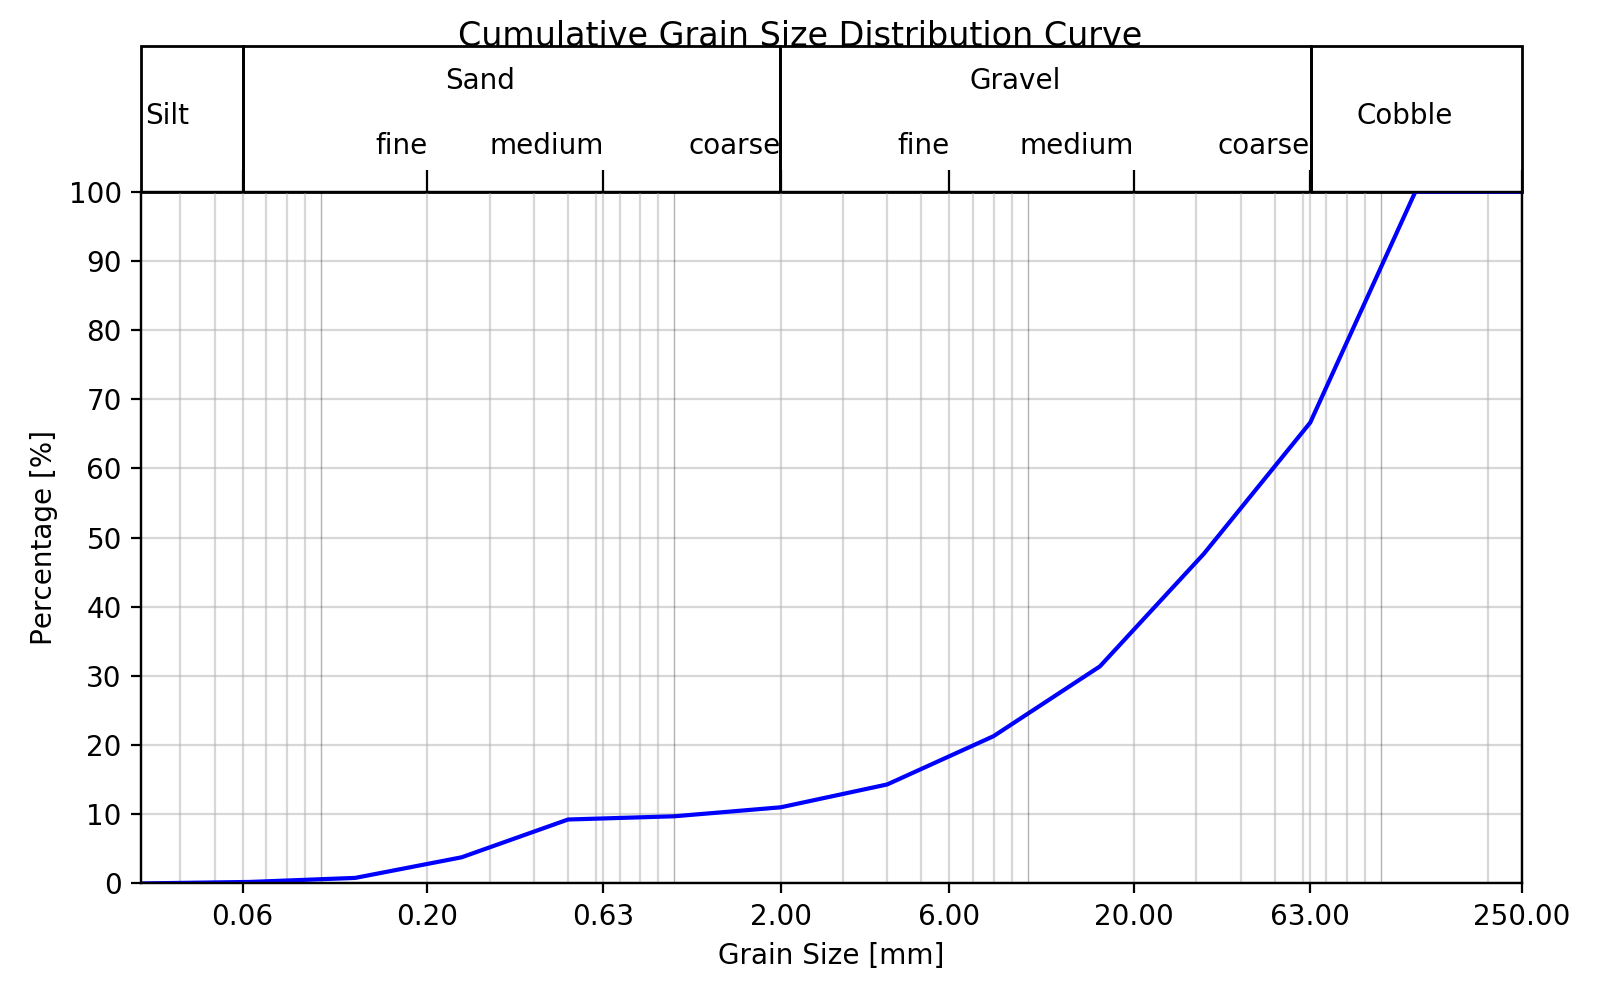 Cumulative Grain Size Distribution Curve
Sand Gravel
Silt Cobble
fine medium coarse fine medium coarse
100
90
80
70
60
50
40
30
20
10
0
Percentage [%]
0.06 0.20 0.63 2.00 6.00 20.00 63.00 250.00
Grain Size [mm]